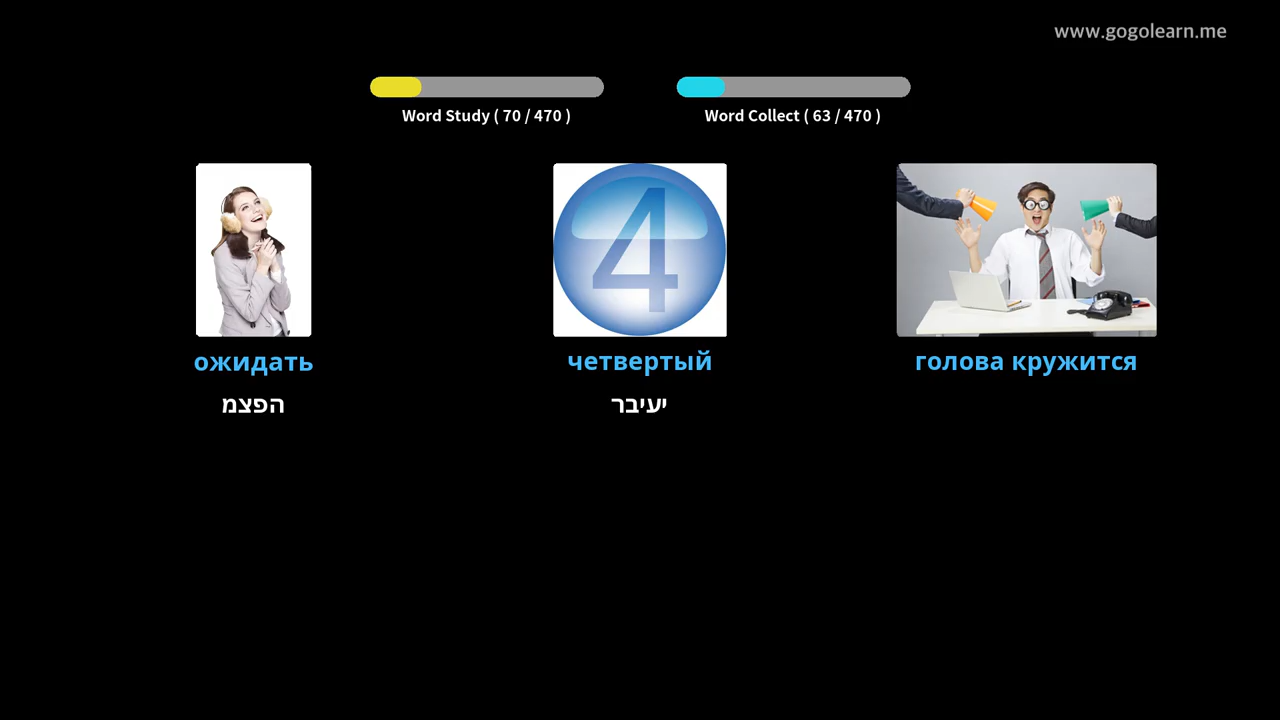 www.gogolearn.me
Word Study ( 70 / 470 )
Word Collect ( 63 / 470 )
ожидать
четвертый
голова кружится
הפצמ
יעיבר